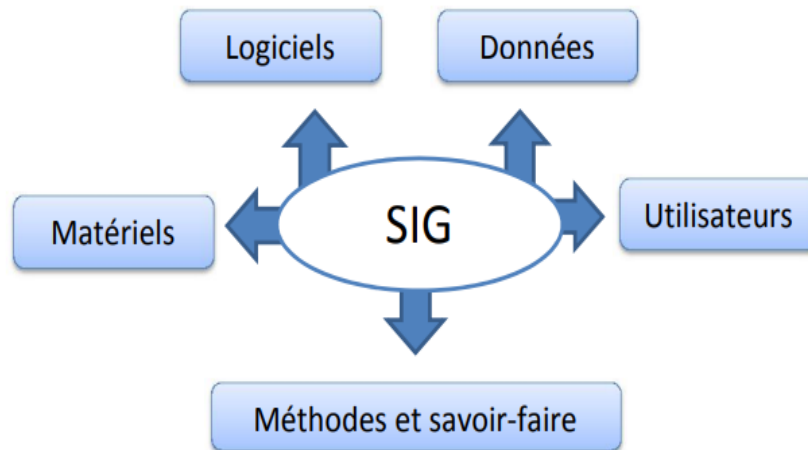 Logiciels
Données
Matériels
SIG
Utilisateurs
Méthodes et savoir-faire